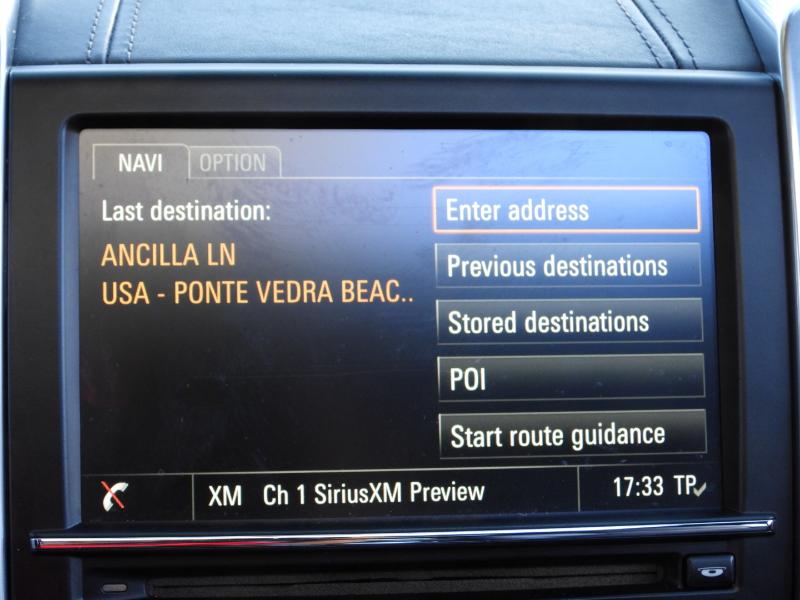 NAVI OPTION
Last destination:
ANCILLA LN
USA - PONTE VEDRA BEAC..
Enter address
Previous destinations
Stored destinations
POI
Start route guidance
XM Ch 1 SiriusXM Preview 17:33 TP